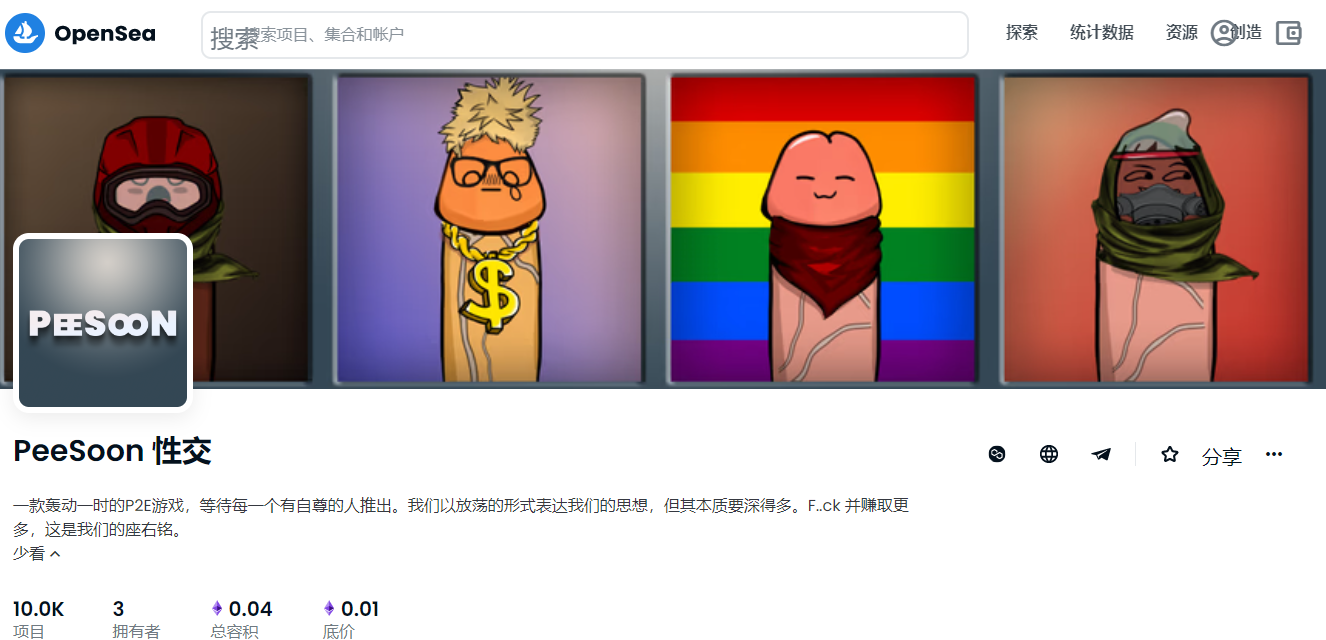 OpenSea
搜索
搜索项目、集合和帐户
探索
统计数据
资源
创造
$
PEESOON
PeeSoon 性交
分享
一款轰动一时的P2E游戏，等待每一个有自尊的人推出。我们以放荡的形式表达我们的思想，但其本质要深得多。F..ck 并赚取更
多，这是我们的座右铭。
少看
10.0K
3
0.04
0.01
项目
拥有者
总容积
底价